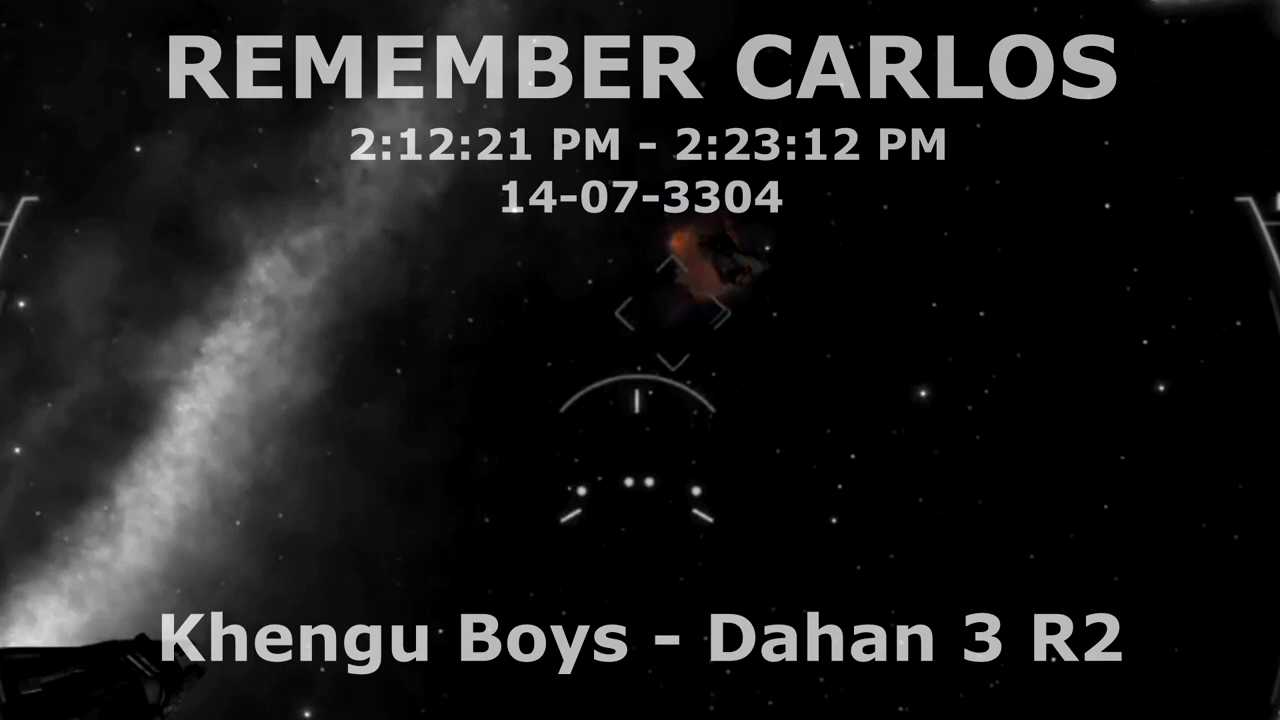 REMEMBER CARLOS
2:12:21 PM - 2:23:12 PM
14-07-3304
Khengu Boys - Dahan 3 R2